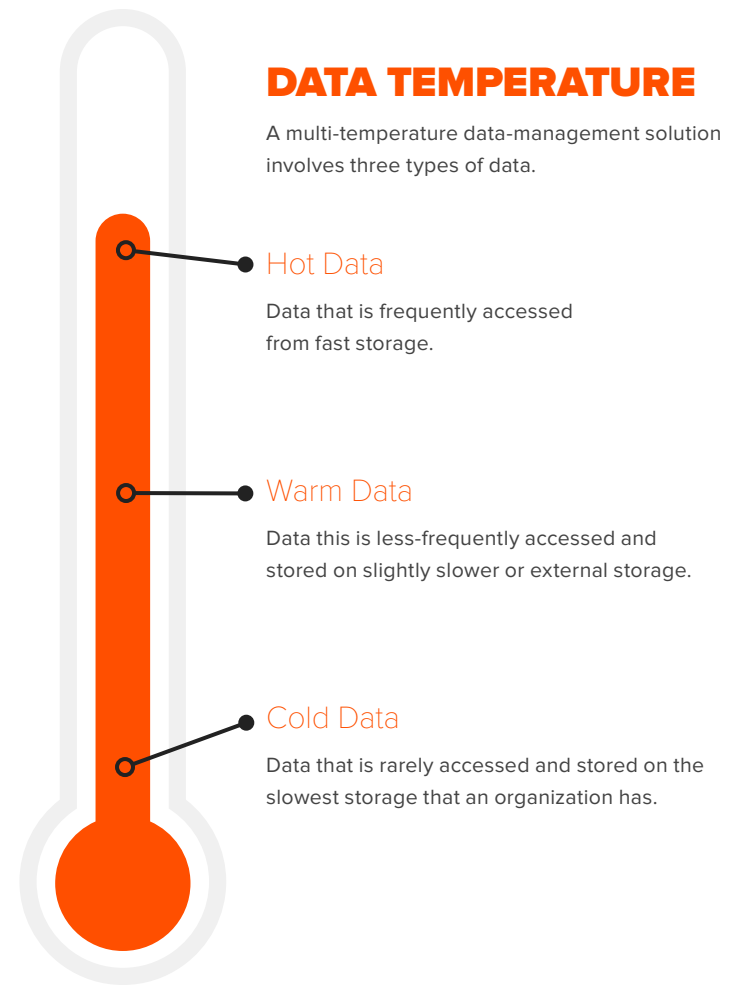 DATA TEMPERATURE
A multi-temperature data-management solution
involves three types of data.
Hot Data
Data that is frequently accessed
from fast storage.
Warm Data
Data this is less-frequently accessed and
stored on slightly slower or external storage.
Cold Data
Data that is rarely accessed and stored on the
slowest storage that an organization has.